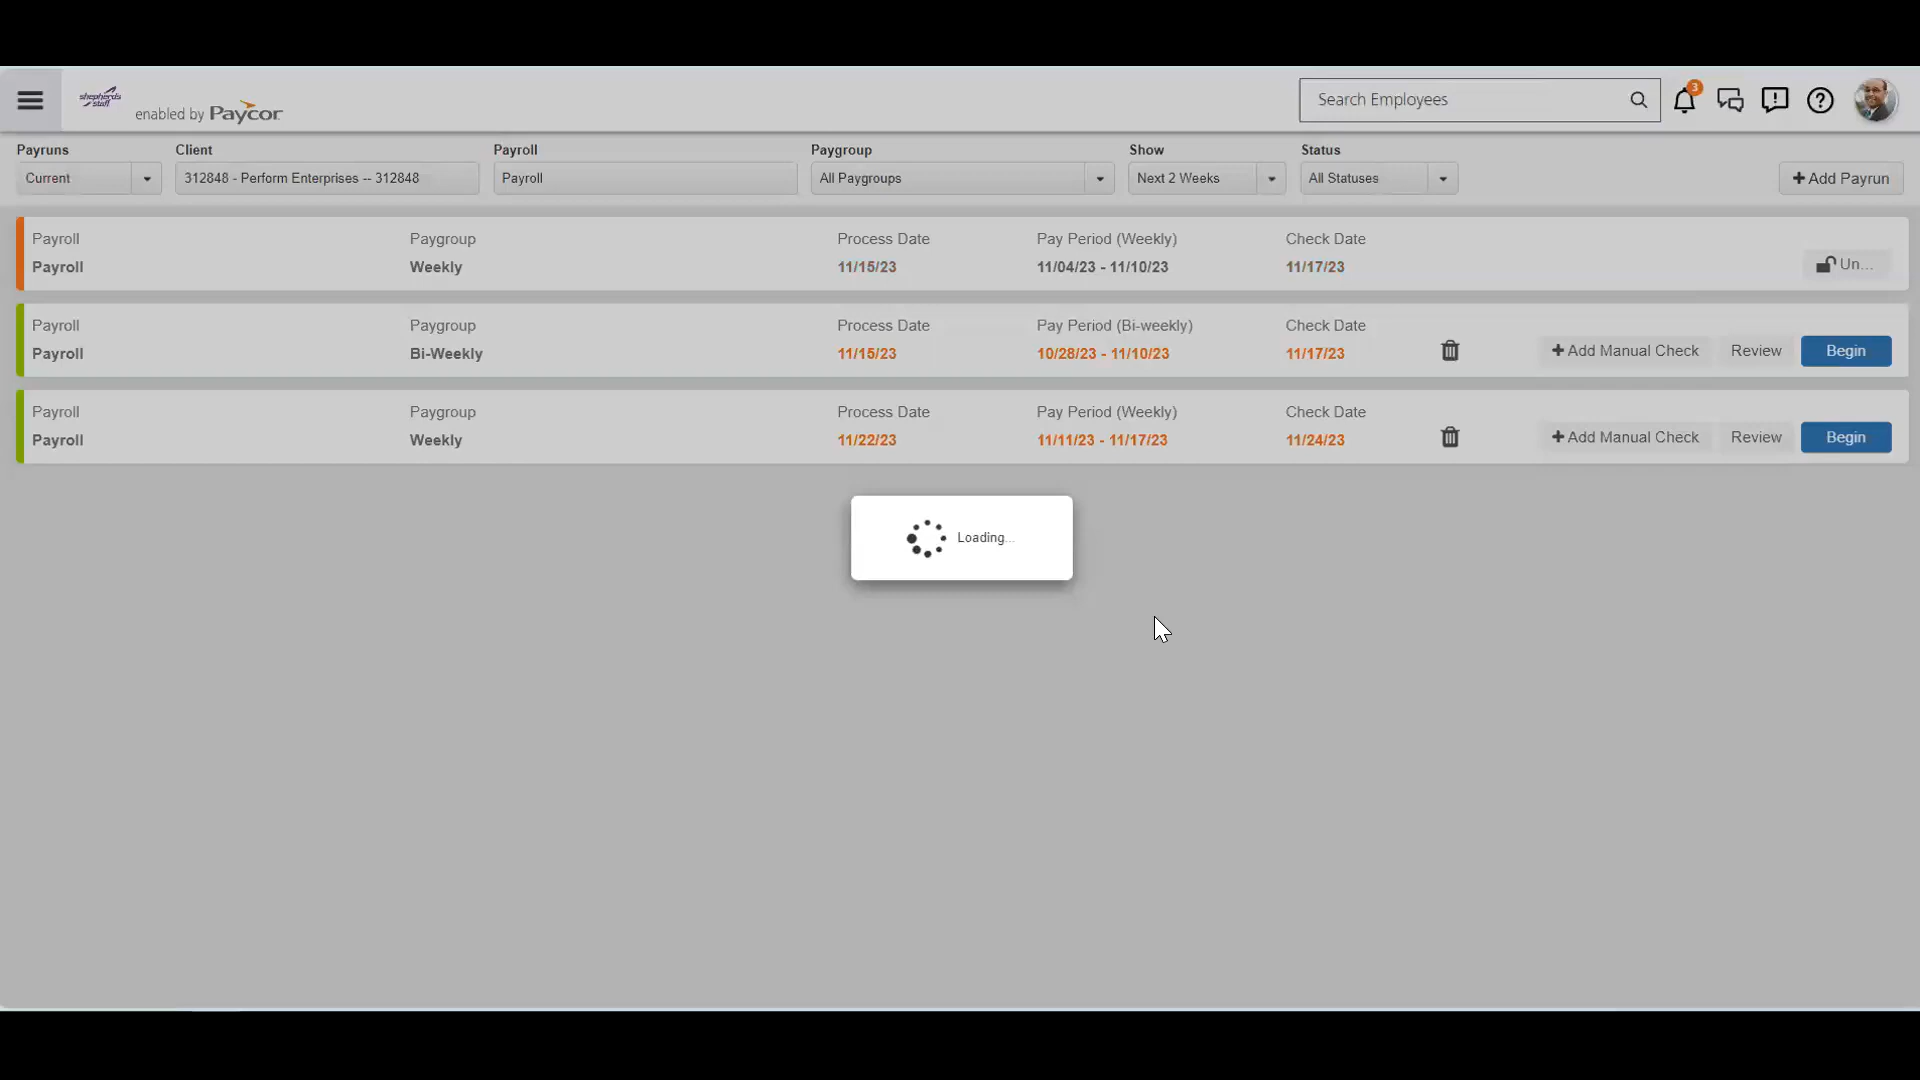 shepherds staff
enabled by Paycor
Search Employees
3
Payruns
Client
Payroll
Paygroup
Show
Status
Current
312848 - Perform Enterprises -- 312848
Payroll
All Paygroups
Next 2 Weeks
All Statuses
+ Add Payrun
Payroll
Paygroup
Process Date
Pay Period (Weekly)
Check Date
Payroll
Weekly
11/15/23
11/04/23 - 11/10/23
11/17/23
Un...
Payroll
Paygroup
Process Date
Pay Period (Bi-weekly)
Check Date
Payroll
Bi-Weekly
11/15/23
10/28/23 - 11/10/23
11/17/23
+ Add Manual Check
Review
Begin
Payroll
Paygroup
Process Date
Pay Period (Weekly)
Check Date
Payroll
Weekly
11/22/23
11/11/23 - 11/17/23
11/24/23
+ Add Manual Check
Review
Begin
Loading...